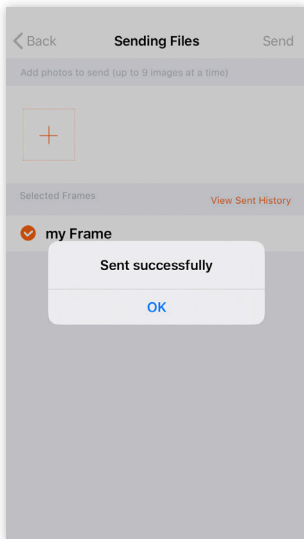 Back
Sending Files
Send
Add photos to send (up to 9 images at a time)
Selected Frames
View Sent History
my Frame
Sent successfully
OK